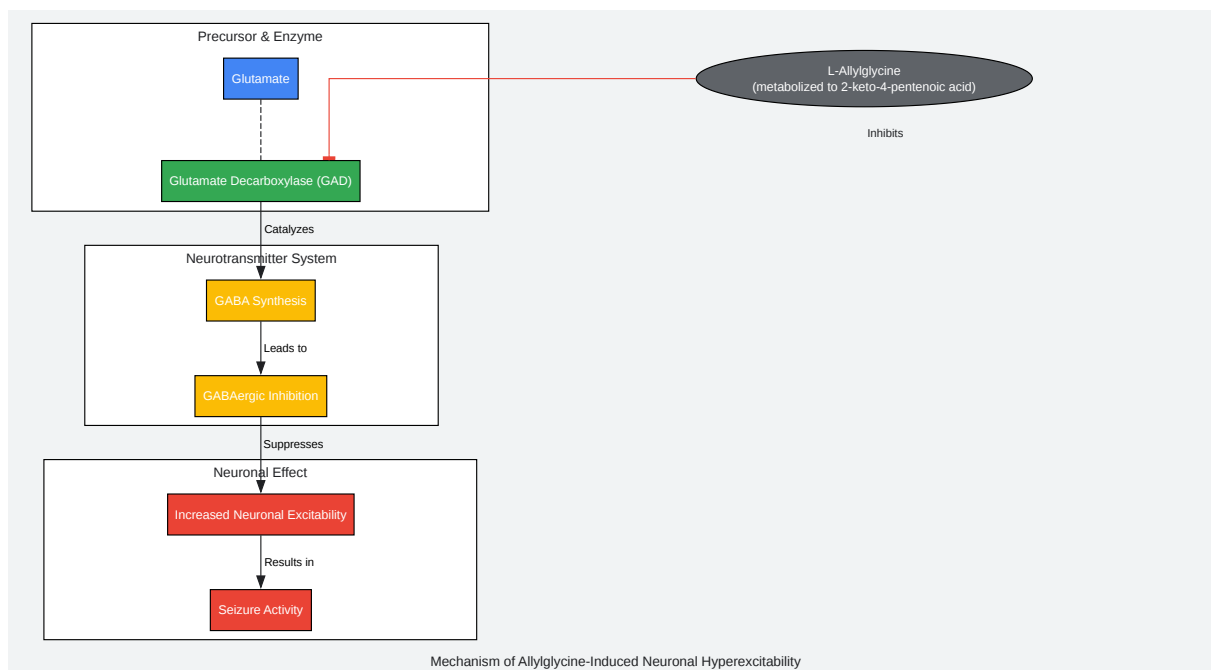 Precursor & Enzyme
Glutamate
L-Allylglycine
(metabolized to 2-keto-4-pentenoic acid)
Inhibits
Glutamate Decarboxylase (GAD)
Catalyzes
Neurotransmitter System
GABA Synthesis
Leads to
GABAergic Inhibition
Suppresses
Neuronal Effect
Increased Neuronal Excitability
Results in
Seizure Activity
Mechanism of Allylglycine-Induced Neuronal Hyperexcitability